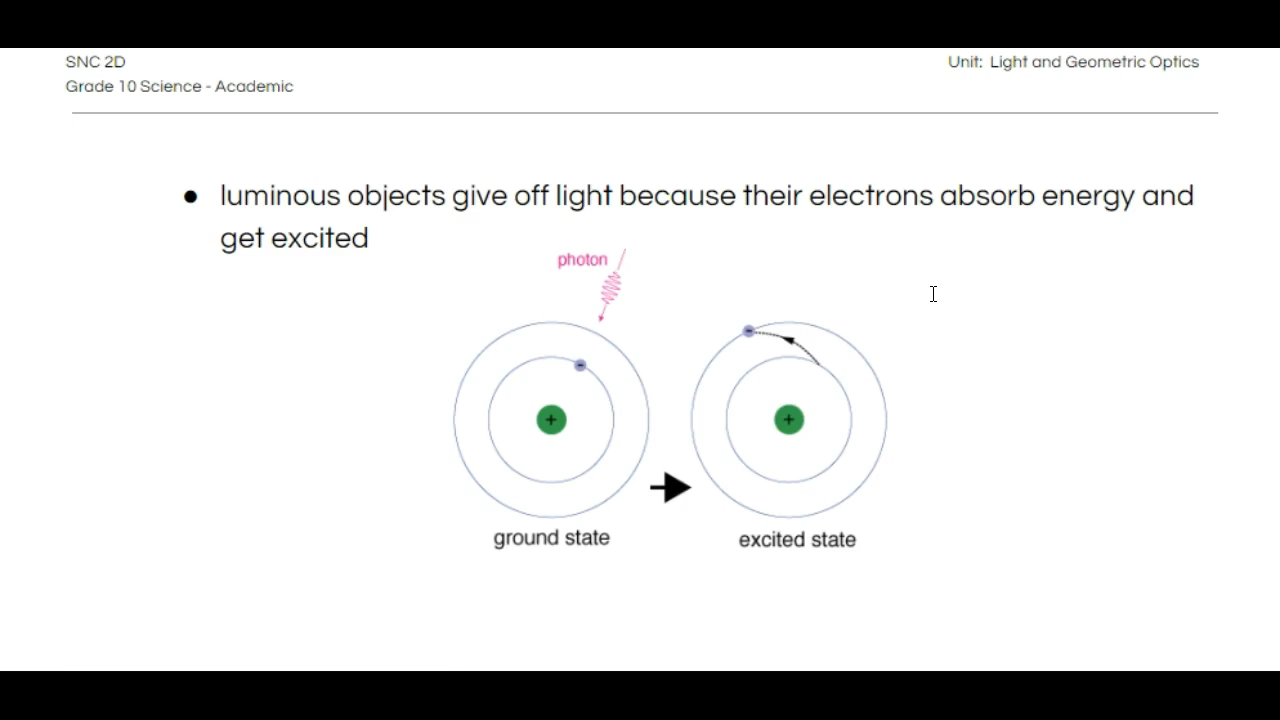 SNC 2D
Grade 10 Science - Academic
Unit: Light and Geometric Optics
● luminous objects give off light because their electrons absorb energy and
get excited
photon
+
+
ground state
excited state